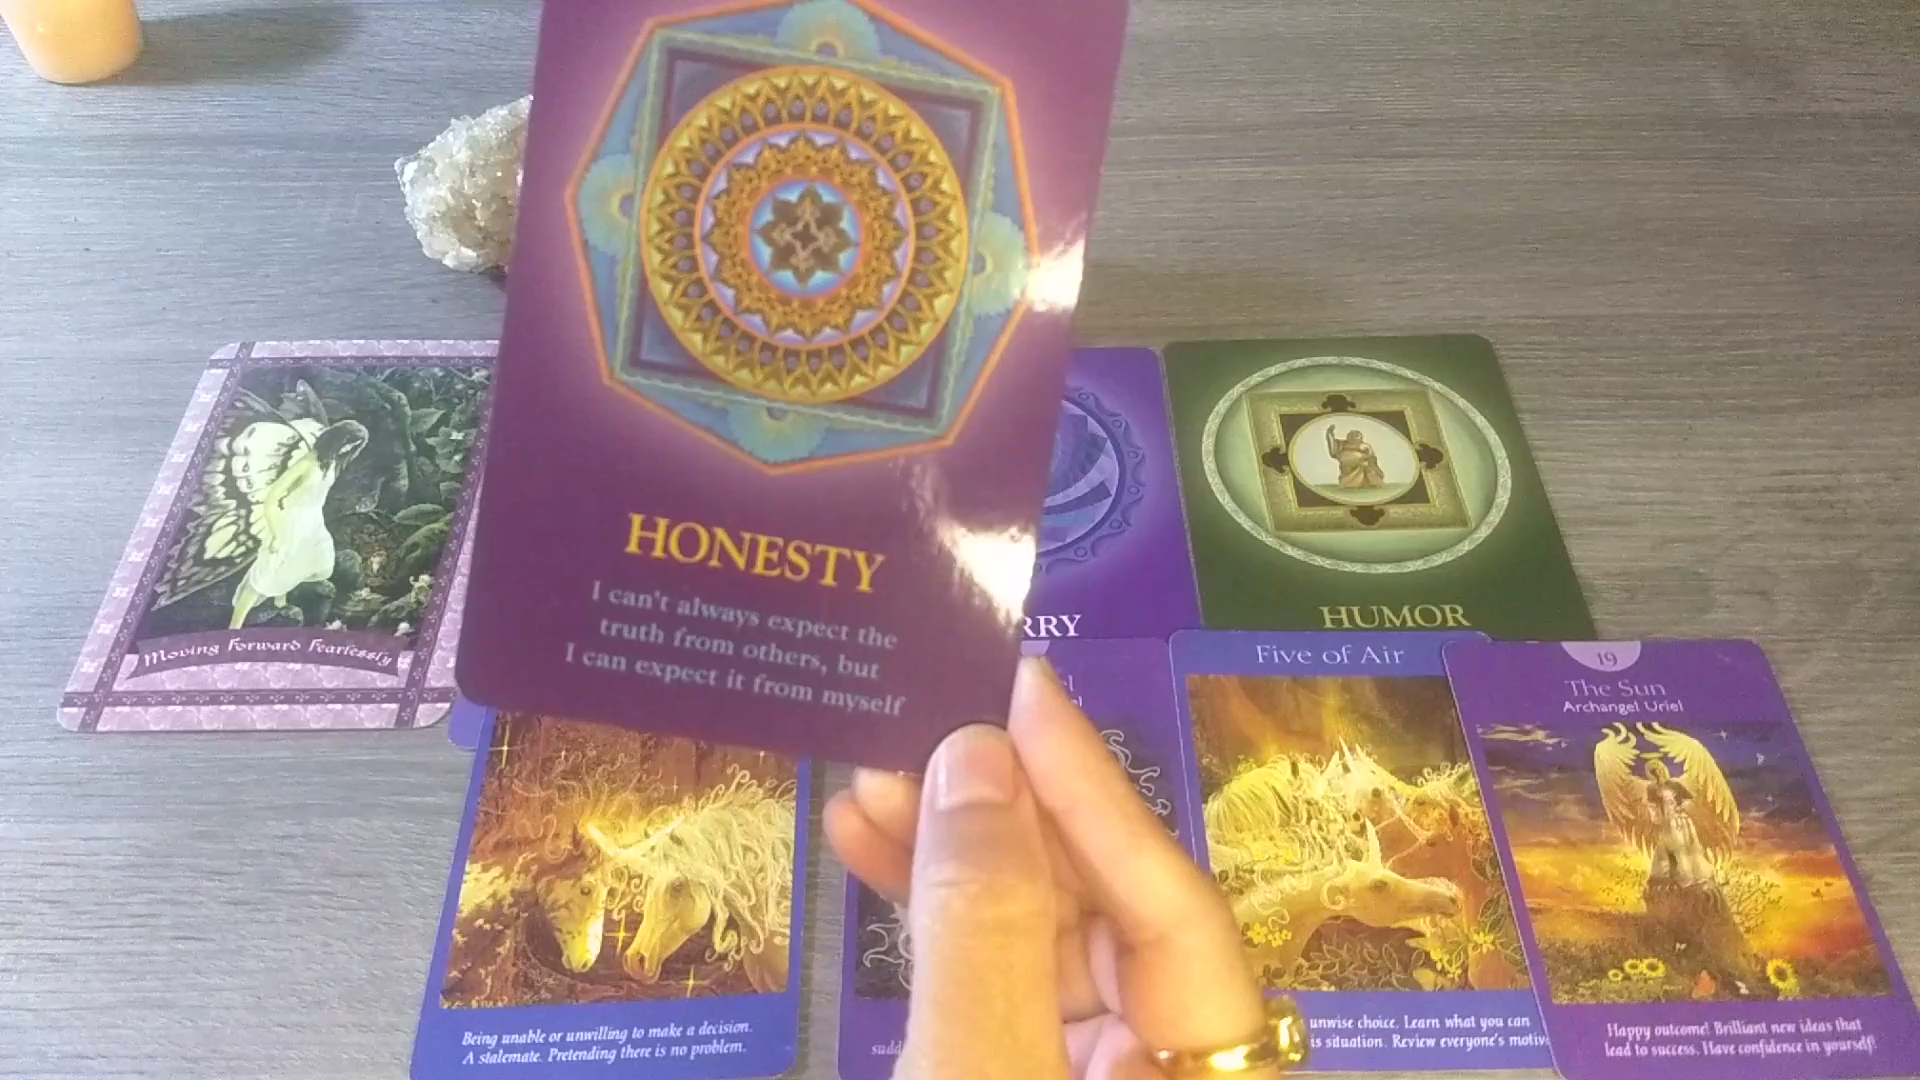 HONESTY
I can't always expect the
truth from others, but
I can expect it from myself
Moving Forward Fearlessly
RRY
HUMOR
Being unable or unwilling to make a decision.
A stalemate. Pretending there is no problem.
Five of Air
unwise choice. Learn what you can
is situation. Review everyone's motiv
19
The Sun
Archangel Uriel
Happy outcome! Brilliant new ideas that
lead to success. Have confidence in yourself!